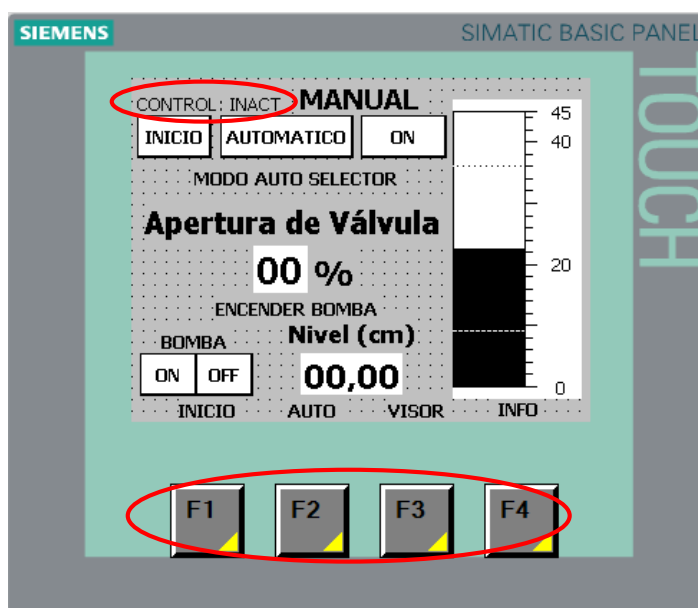 SIEMENS SIMATIC BASIC PANEL
TOUCH
CONTROL: INACT MANUAL
INICIO AUTOMATICO ON
MODO AUTO SELECTOR
Apertura de Válvula
00 %
ENCENDER BOMBA
BOMBA Nivel (cm)
ON OFF 00,00
45
40
20
0
INICIO AUTO VISOR INFO
F1 F2 F3 F4